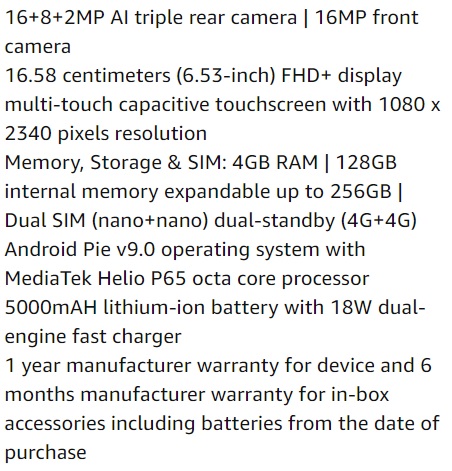 16+8+2MP AI triple rear camera | 16MP front
camera
16.58 centimeters (6.53-inch) FHD+ display
multi-touch capacitive touchscreen with 1080 x
2340 pixels resolution
Memory, Storage & SIM: 4GB RAM | 128GB
internal memory expandable up to 256GB |
Dual SIM (nano+nano) dual-standby (4G+4G)
Android Pie v9.0 operating system with
MediaTek Helio P65 octa core processor
5000mAH lithium-ion battery with 18W dual-
engine fast charger
1 year manufacturer warranty for device and 6
months manufacturer warranty for in-box
accessories including batteries from the date of
purchase